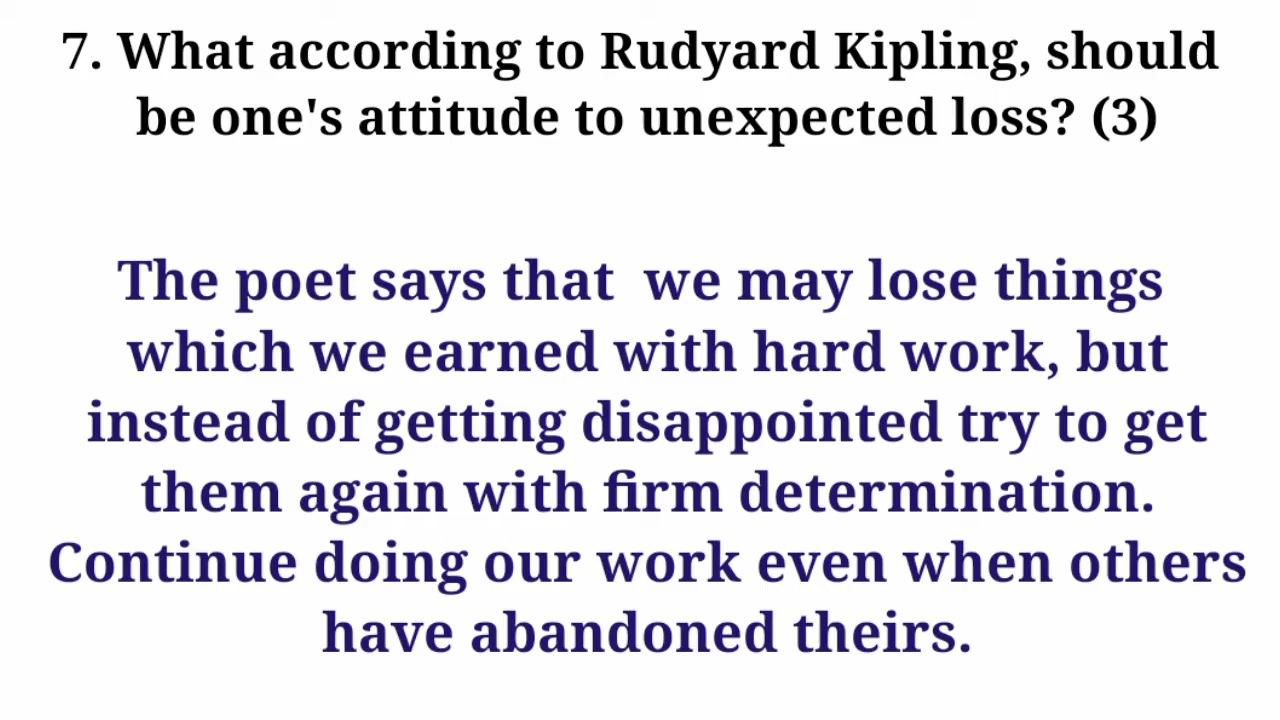 7. What according to Rudyard Kipling, should
be one's attitude to unexpected loss? (3)
The poet says that  we may lose things
which we earned with hard work, but
instead of getting disappointed try to get
them again with firm determination.
Continue doing our work even when others
have abandoned theirs.